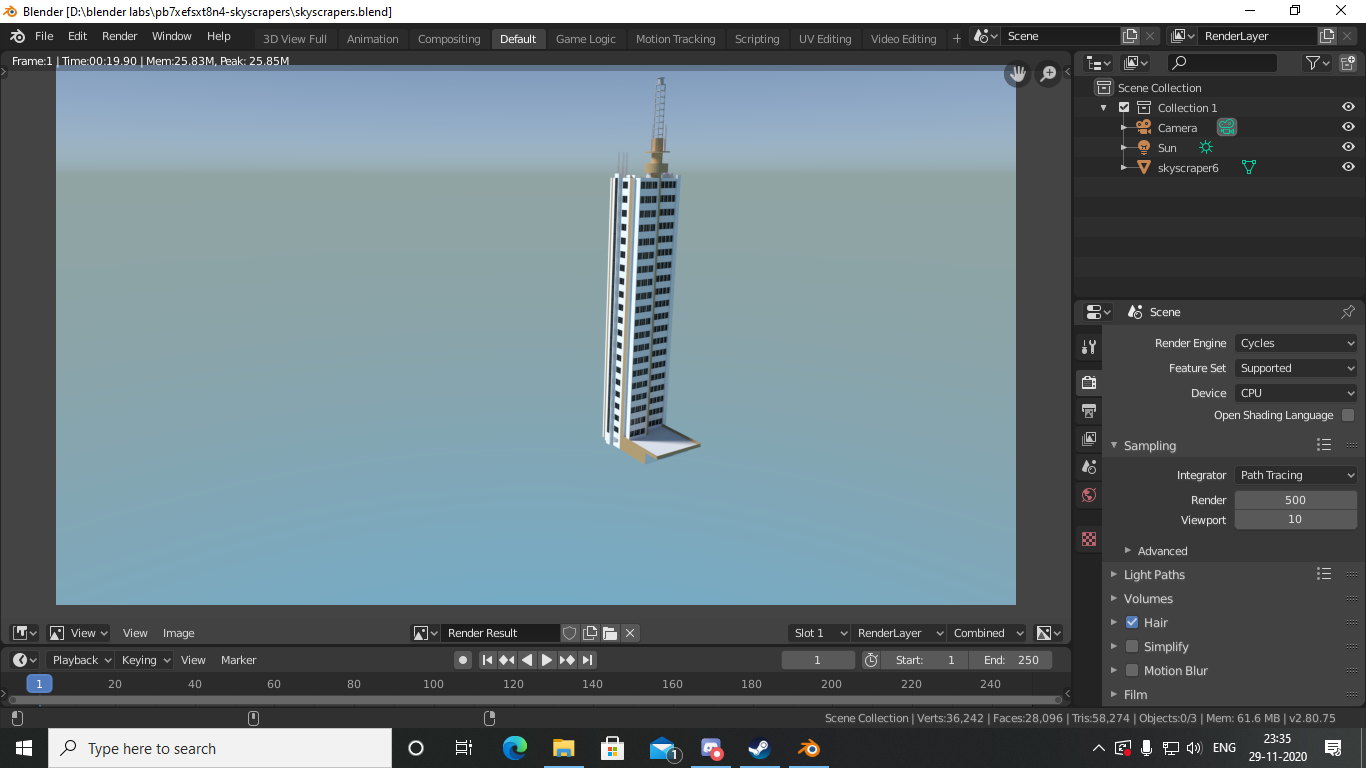 Blender [D:\blender labs\pb7xefsxt8n4-skyscrapers\skyscrapers.blend]
File Edit Render Window Help 3D View Full Animation Compositing Default Game Logic Motion Tracking Scripting UV Editing Video Editing + Scene RenderLayer
Frame:1 | Time:00:19.90 | Mem:25.83M, Peak: 25.85M
Scene Collection
Collection 1
Camera
Sun
skyscraper6
Scene
Render Engine Cycles
Feature Set Supported
Device CPU
Open Shading Language
Sampling
Integrator Path Tracing
Render 500
Viewport 10
Advanced
Light Paths
Volumes
Hair
Simplify
Motion Blur
Film
View View Image Render Result Slot 1 RenderLayer Combined
Playback Keying View Marker 1 Start: 1 End: 250
1 20 40 60 80 100 120 140 160 180 200 220 240
Scene Collection | Verts:36,242 | Faces:28,096 | Tris:58,274 | Objects:0/3 | Mem: 61.6 MB | v2.80.75
Type here to search
1
ENG
23:35
29-11-2020